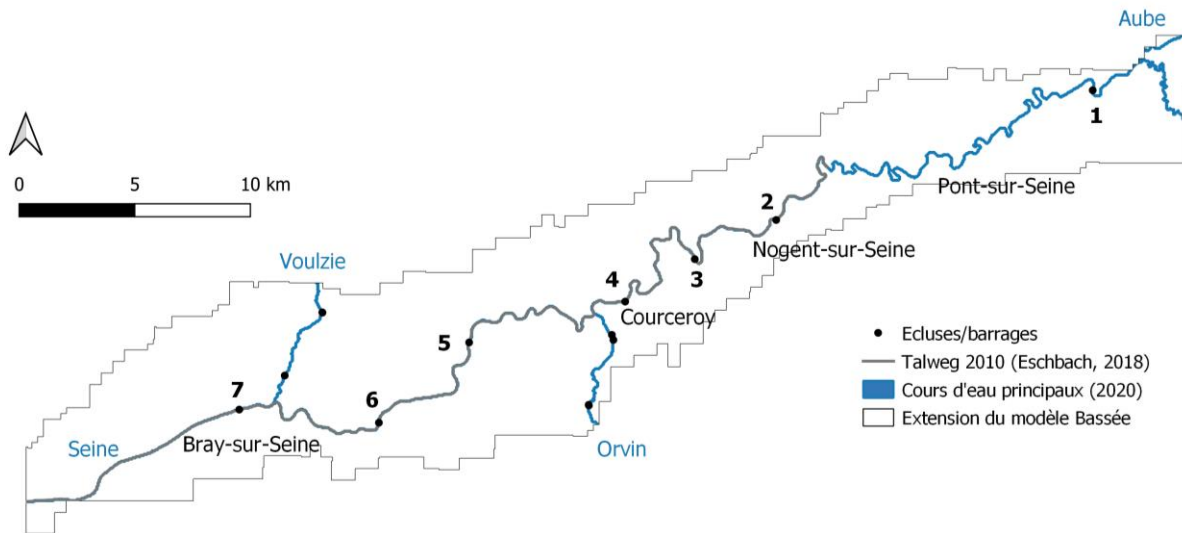 Aube
1
0 5 10 km
Pont-sur-Seine
2
Nogent-sur-Seine
3
Voulzie
4
Courceroy
5
6
7
Bray-sur-Seine
Seine
Orvin
Ecluses/barrages
Talweg 2010 (Eschbach, 2018)
Cours d'eau principaux (2020)
Extension du modèle Bassée